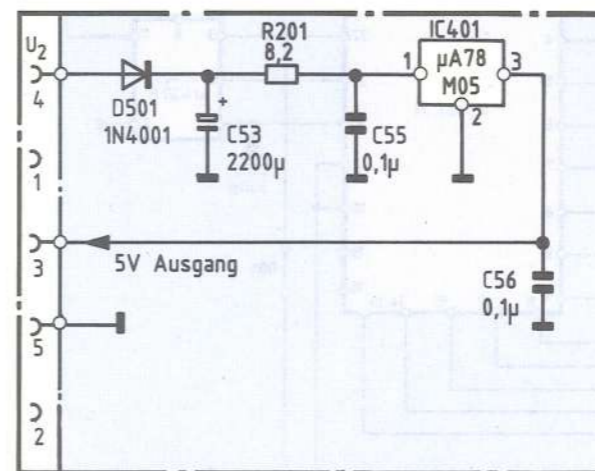 U2
4
1
3
5
2
D501
1N4001
+
C53
2200µ
R201
8,2
C55
0,1µ
IC401
1
µA78
M05
3
2
5V Ausgang
C56
0,1µ